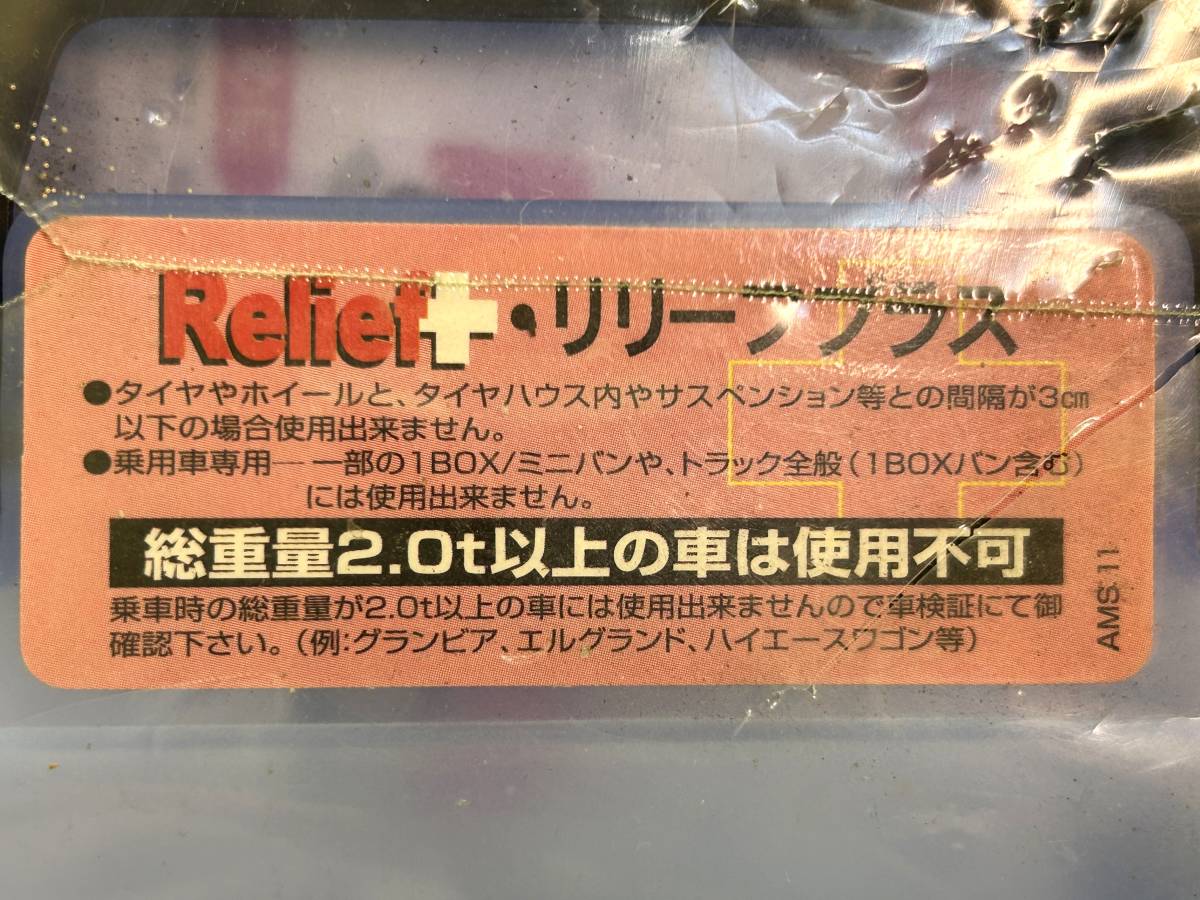 Relief+・リリーフプラス
●タイヤやホイールと、タイヤハウス内やサスペンション等との間隔が3㎝
以下の場合使用出来ません。
●乗用車専用―一部の1BOX/ミニバンや、トラック全般(1BOXバン含む)
には使用出来ません。
総重量2.0t以上の車は使用不可
乗車時の総重量が2.0t以上の車には使用出来ませんので車検証にて御
確認下さい。(例:グランビア、エルグランド、ハイエースワゴン等)
AMS.11